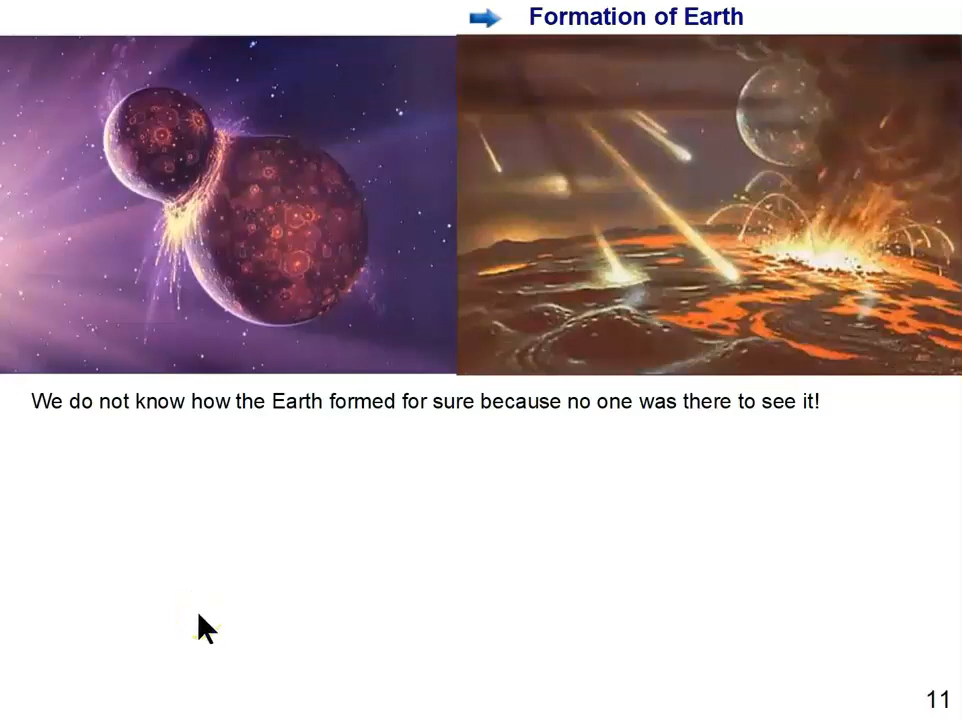 Formation of Earth
We do not know how the Earth formed for sure because no one was there to see it!
11